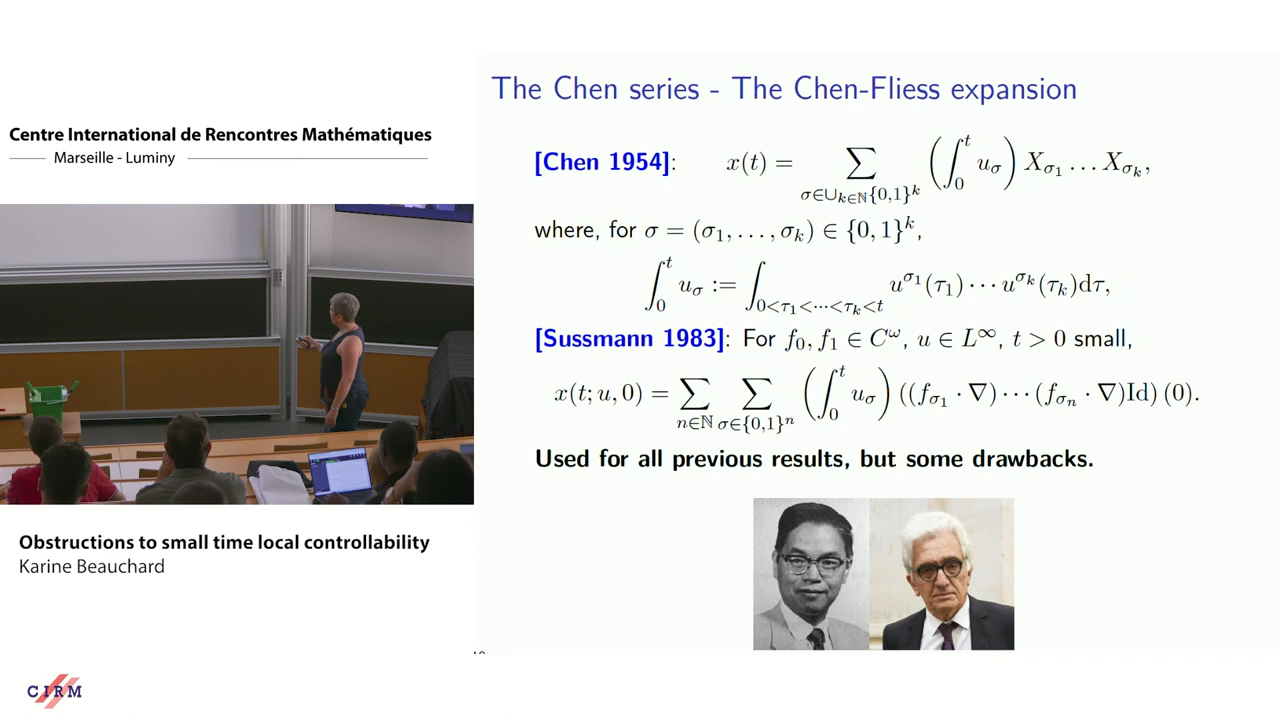 Centre International de Rencontres Mathématiques
Marseille - Luminy
Obstructions to small time local controllability
Karine Beauchard
CIRM
The Chen series - The Chen-Fliess expansion
[Chen 1954]: x(t) = ∑_{σ∈∪_{k∈ℕ}{0,1}^k} (∫_0^t u_σ) X_{σ_1} … X_{σ_k},
where, for σ = (σ_1, …, σ_k) ∈ {0, 1}^k,
∫_0^t u_σ := ∫_{0<τ_1<⋯<τ_k<t} u^{σ_1}(τ_1) ⋯ u^{σ_k}(τ_k)dτ,
[Sussmann 1983]: For f_0, f_1 ∈ C^ω, u ∈ L^∞, t > 0 small,
x(t; u, 0) = ∑_{n∈ℕ} ∑_{σ∈{0,1}^n} (∫_0^t u_σ) ((f_{σ_1} · ∇) ⋯ (f_{σ_n} · ∇)Id) (0).
Used for all previous results, but some drawbacks.